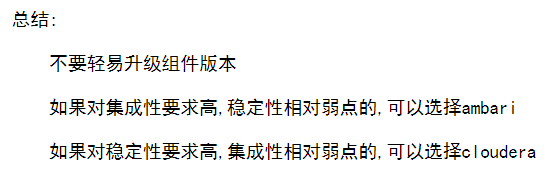 总结:
不要轻易升级组件版本
如果对集成性要求高,稳定性相对弱点的,可以选择ambari
如果对稳定性要求高,集成性相对弱点的,可以选择cloudera